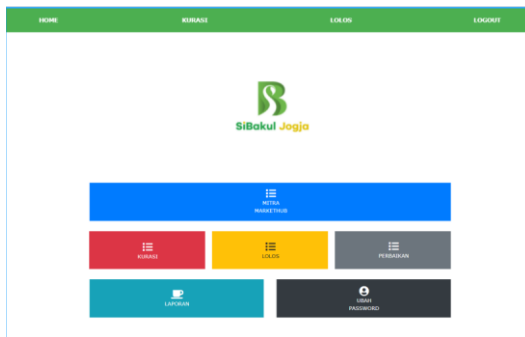 HOME KURASI LOLOS LOGOUT
SiBakul Jogja
MITRA
MARKETHUB
KURASI LOLOS PERBAIKAN
LAPORAN UBAH
PASSWORD